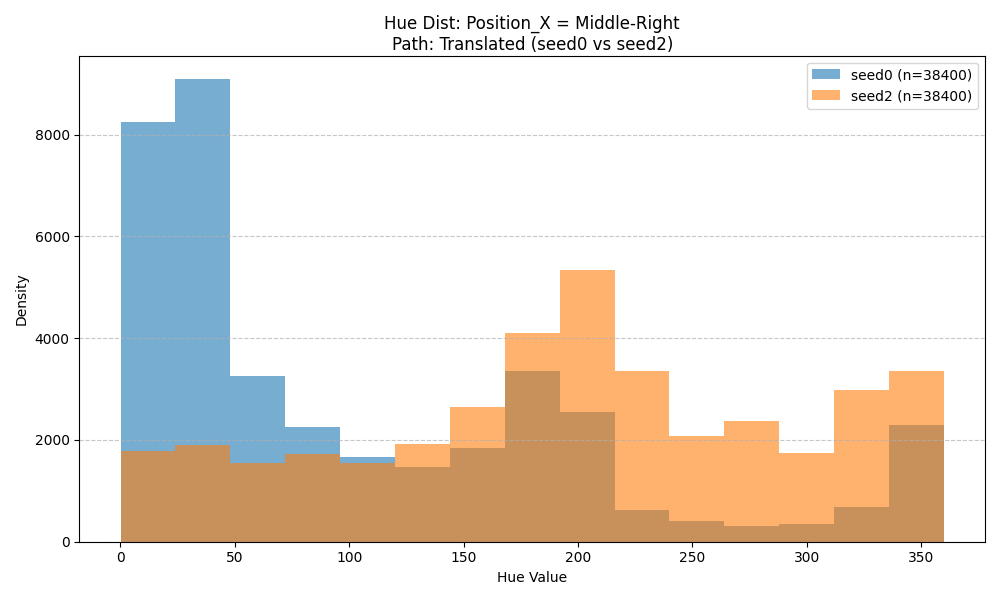 Hue Dist: Position_X = Middle-Right
Path: Translated (seed0 vs seed2)
seed0 (n=38400)
seed2 (n=38400)
Density
8000
6000
4000
2000
0
0 50 100 150 200 250 300 350
Hue Value